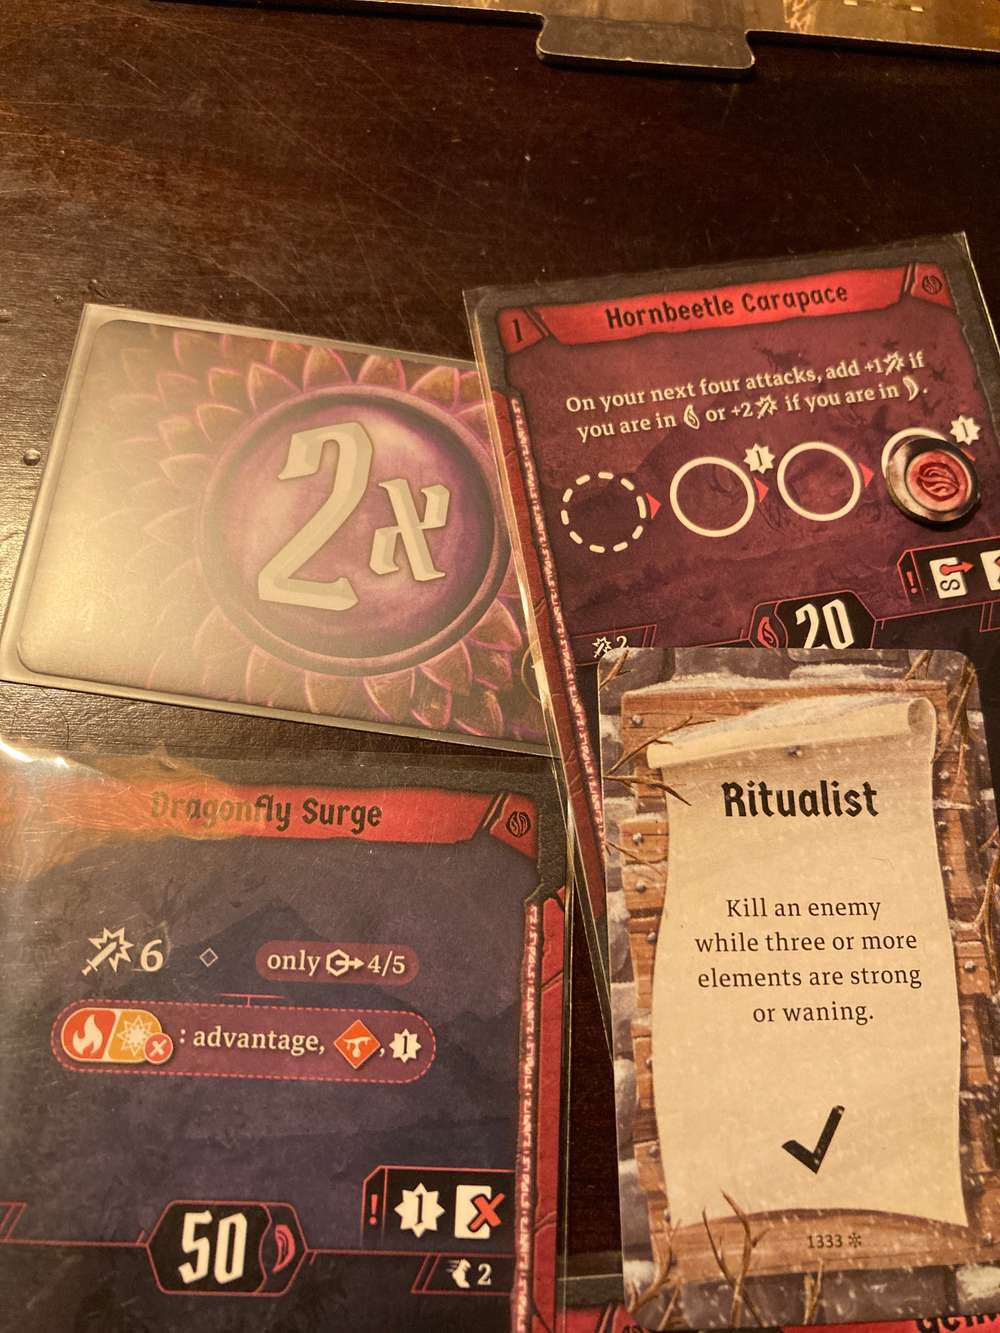 2x
1
Hornbeetle Carapace
On your next four attacks, add +1 if
you are in or +2 if you are in .
1
1
2
20
Dragonfly Surge
6 only 4/5
: advantage, , 1
! 1
50
2
Ritualist
Kill an enemy
while three or more
elements are strong
or waning.
1333